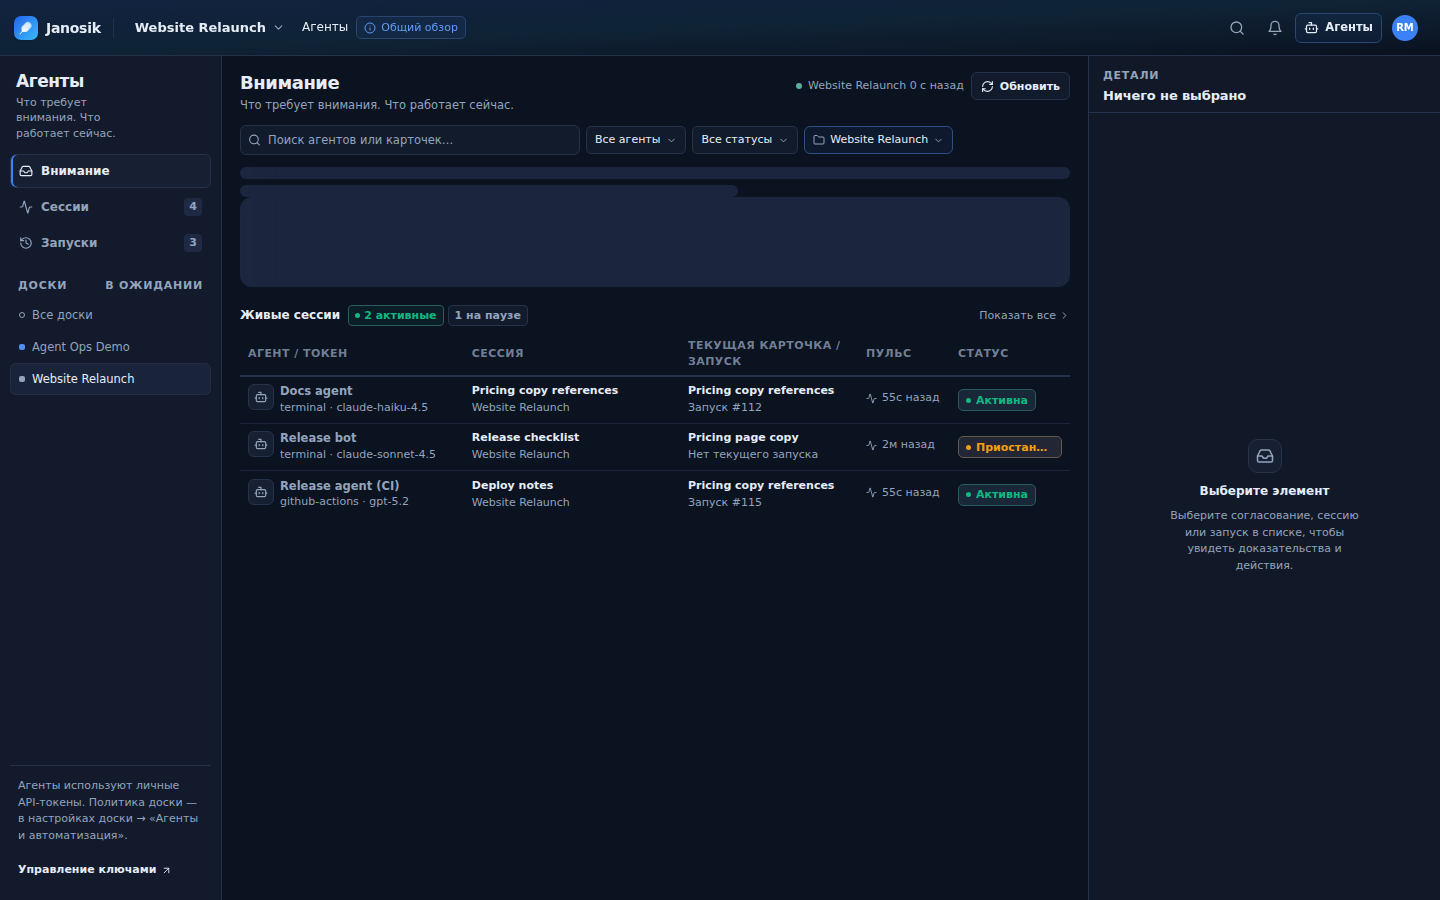 Janosik
Website Relaunch
Агенты
Общий обзор
Агенты
RM
Агенты
Что требует
внимания. Что
работает сейчас.
Внимание
Сессии 4
Запуски 3
ДОСКИ В ОЖИДАНИИ
Все доски
Agent Ops Demo
Website Relaunch
Агенты используют личные
API-токены. Политика доски —
в настройках доски → «Агенты
и автоматизация».
Управление ключами
Внимание
Что требует внимания. Что работает сейчас.
Website Relaunch 0 с назад
Обновить
Поиск агентов или карточек…
Все агенты
Все статусы
Website Relaunch
Живые сессии
2 активные
1 на паузе
Показать все
АГЕНТ / ТОКЕН СЕССИЯ ТЕКУЩАЯ КАРТОЧКА / ЗАПУСК ПУЛЬС СТАТУС
Docs agent Pricing copy references Pricing copy references 55с назад Активна
terminal · claude-haiku-4.5 Website Relaunch Запуск #112
Release bot Release checklist Pricing page copy 2м назад Приостан…
terminal · claude-sonnet-4.5 Website Relaunch Нет текущего запуска
Release agent (CI) Deploy notes Pricing copy references 55с назад Активна
github-actions · gpt-5.2 Website Relaunch Запуск #115
ДЕТАЛИ
Ничего не выбрано
Выберите элемент
Выберите согласование, сессию
или запуск в списке, чтобы
увидеть доказательства и
действия.